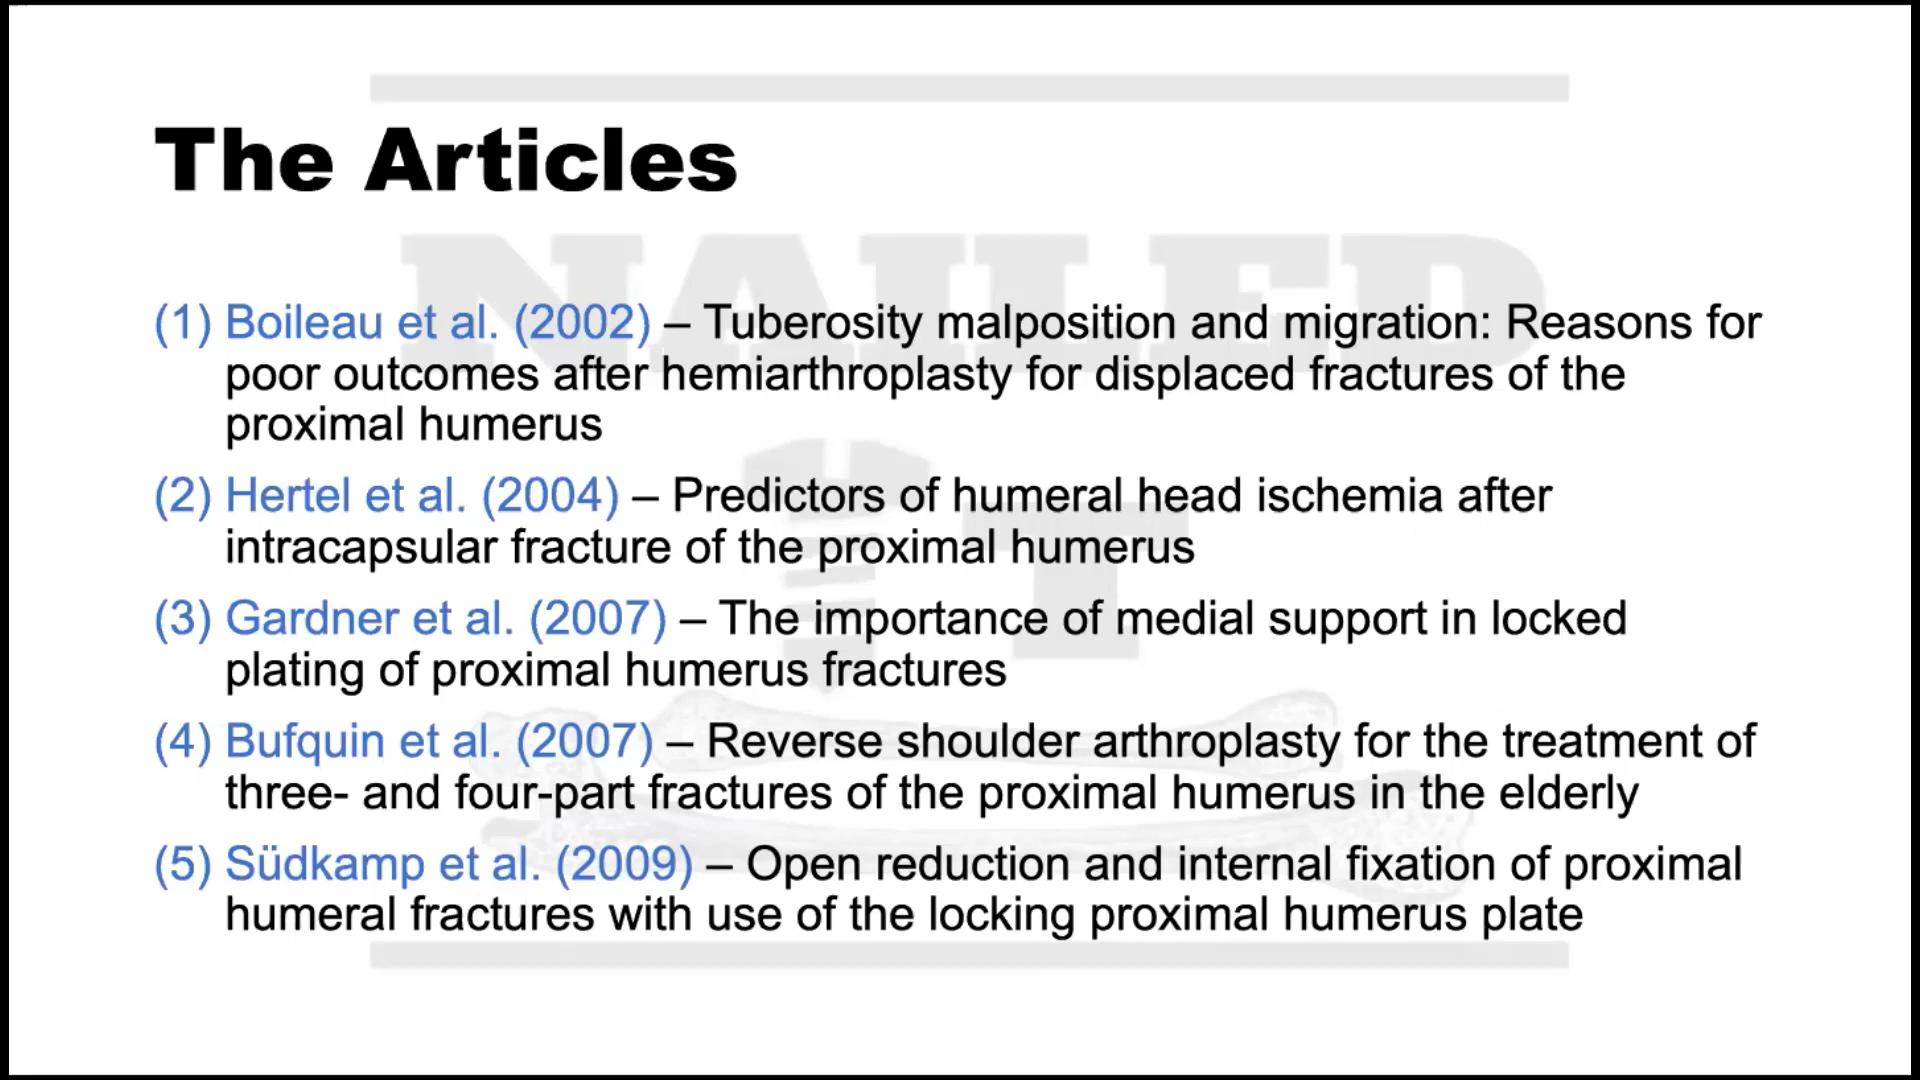 The Articles
NAILED
IT
(1) Boileau et al. (2002) – Tuberosity malposition and migration: Reasons for
poor outcomes after hemiarthroplasty for displaced fractures of the
proximal humerus
(2) Hertel et al. (2004) – Predictors of humeral head ischemia after
intracapsular fracture of the proximal humerus
(3) Gardner et al. (2007) – The importance of medial support in locked
plating of proximal humerus fractures
(4) Bufquin et al. (2007) – Reverse shoulder arthroplasty for the treatment of
three- and four-part fractures of the proximal humerus in the elderly
(5) Südkamp et al. (2009) – Open reduction and internal fixation of proximal
humeral fractures with use of the locking proximal humerus plate